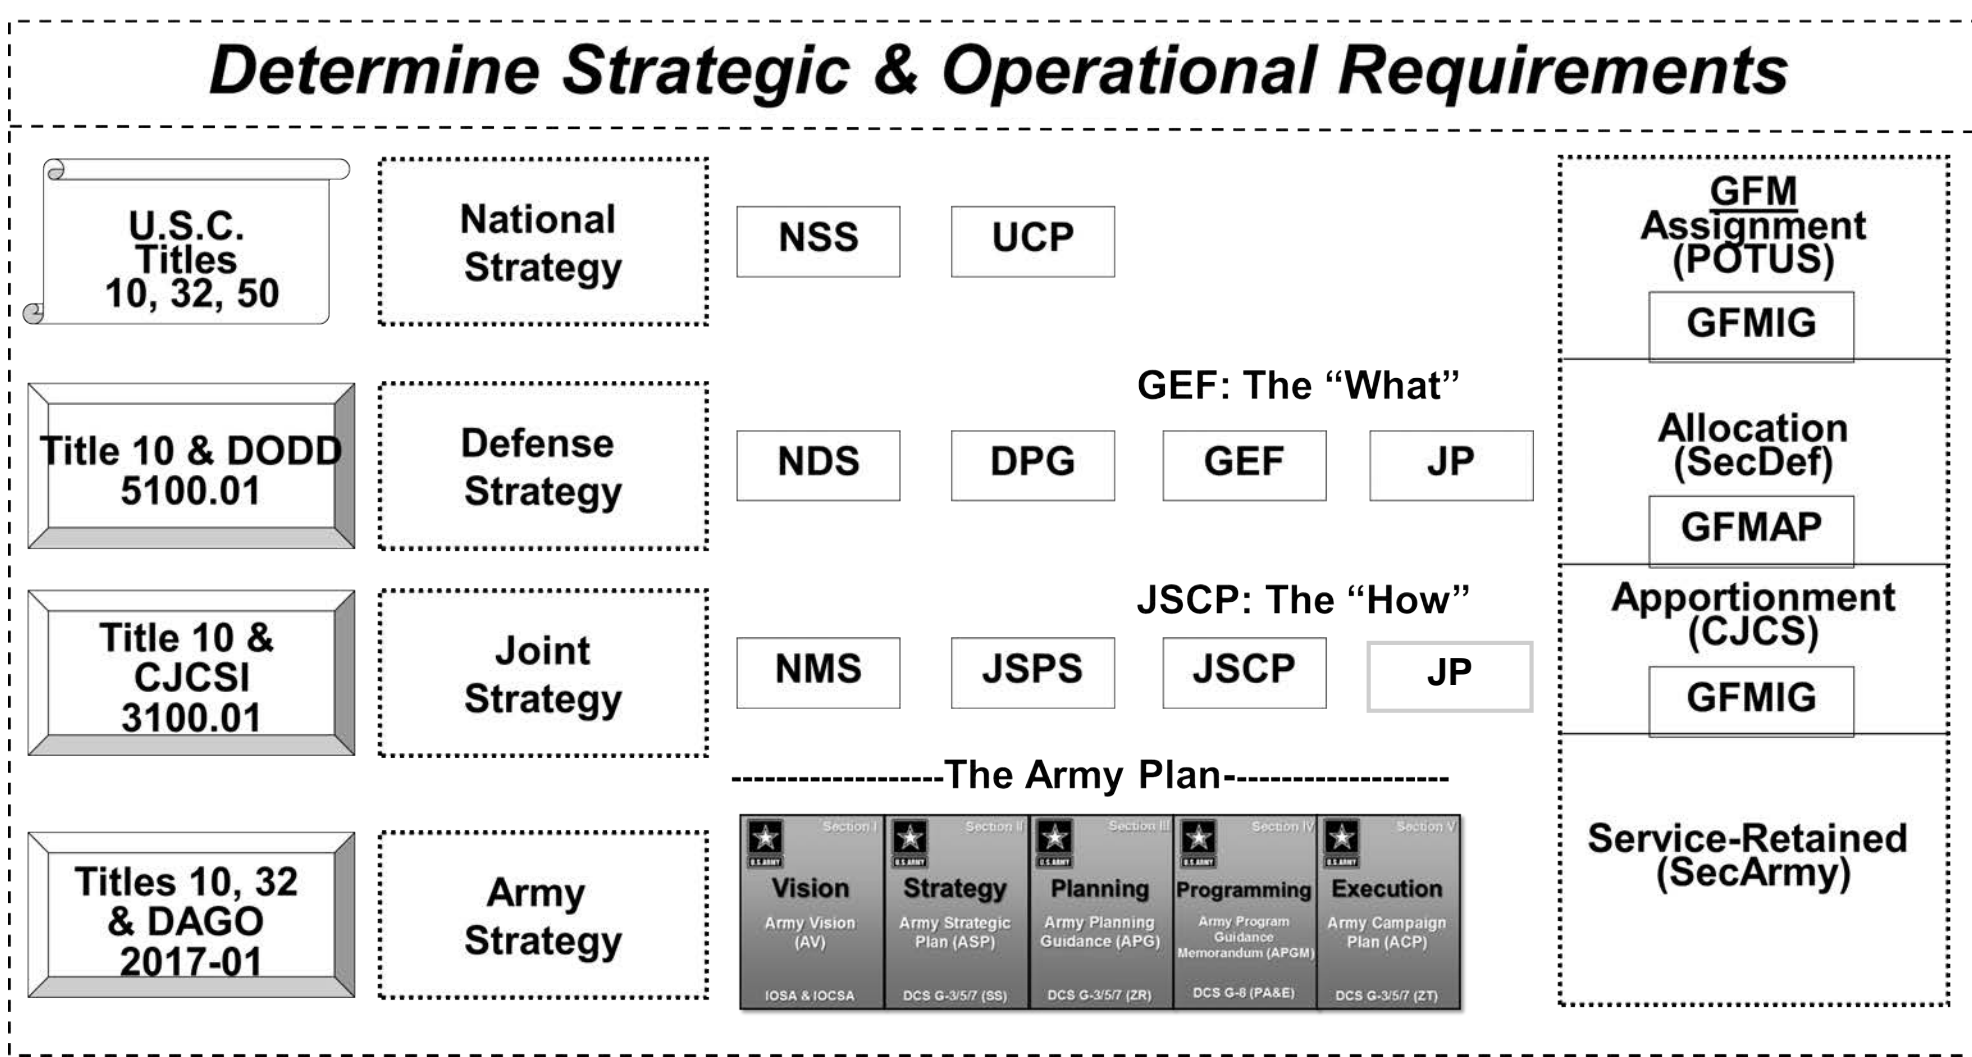 Determine Strategic & Operational Requirements
U.S.C.
Titles
10, 32, 50
National
Strategy
NSS
UCP
GFM
Assignment
(POTUS)
GFMIG
Title 10 & DODD
5100.01
Defense
Strategy
GEF: The “What”
NDS
DPG
GEF
JP
Allocation
(SecDef)
GFMAP
Title 10 &
CJCSI
3100.01
Joint
Strategy
JSCP: The “How”
NMS
JSPS
JSCP
JP
Apportionment
(CJCS)
GFMIG
Titles 10, 32
& DAGO
2017-01
Army
Strategy
-------------------The Army Plan--------------------
Section I
U.S.ARMY
Vision
Army Vision
(AV)
IOSA & IOCSA
Section II
U.S.ARMY
Strategy
Army Strategic
Plan (ASP)
DCS G-3/5/7 (SS)
Section III
U.S.ARMY
Planning
Army Planning
Guidance (APG)
DCS G-3/5/7 (ZR)
Section IV
U.S.ARMY
Programming
Army Program
Guidance
Memorandum (APGM)
DCS G-8 (PA&E)
Section V
U.S.ARMY
Execution
Army Campaign
Plan (ACP)
DCS G-3/5/7 (ZT)
Service-Retained
(SecArmy)